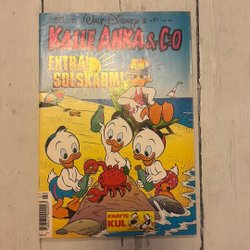 WALT DISNEY'S
KALLE ANKA & C:O
EXTRA!
SOLSKÄRM!
KNATTE
KUL